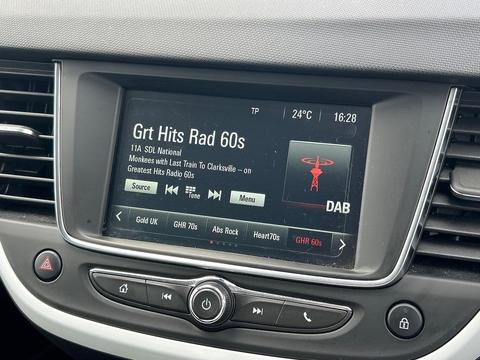 TP 24°C 16:28
Grt Hits Rad 60s
11A SDL National
Monkees with Last Train To Clarksville – on
Greatest Hits Radio 60s
Source Tone Menu
DAB
Gold UK GHR 70s Abs Rock Heart70s GHR 60s